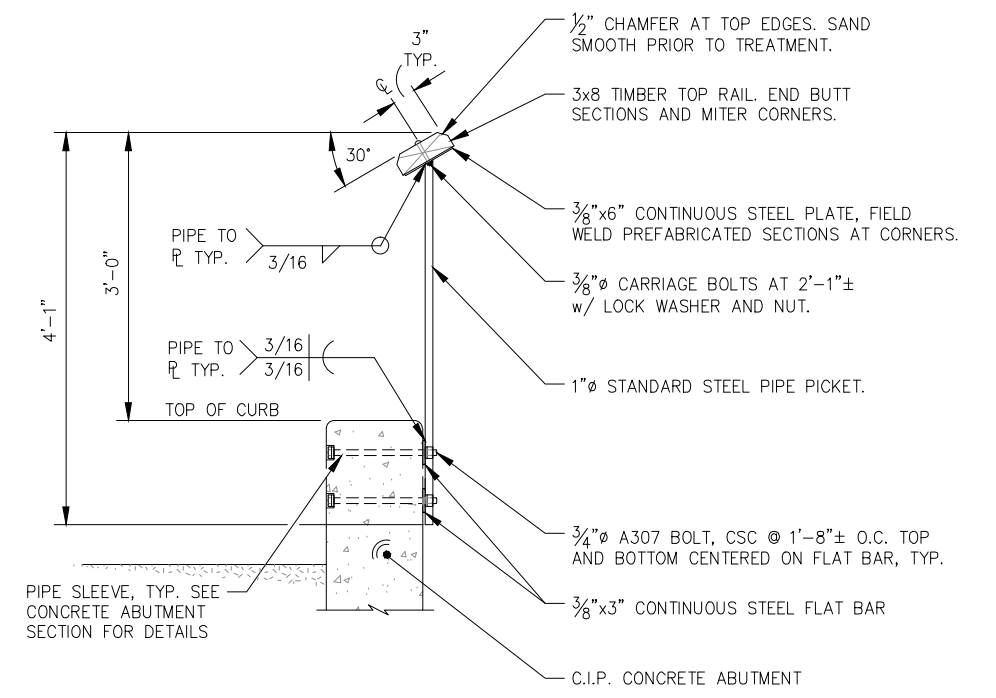 ½" CHAMFER AT TOP EDGES. SAND
SMOOTH PRIOR TO TREATMENT.
3"
TYP.
℄
3x8 TIMBER TOP RAIL. END BUTT
SECTIONS AND MITER CORNERS.
30°
⅜"x6" CONTINUOUS STEEL PLATE, FIELD
WELD PREFABRICATED SECTIONS AT CORNERS.
PIPE TO
PL TYP.
3/16
3'-0"
4'-1"
⅜"ø CARRIAGE BOLTS AT 2'-1"±
w/ LOCK WASHER AND NUT.
PIPE TO
PL TYP.
3/16
3/16
1"ø STANDARD STEEL PIPE PICKET.
TOP OF CURB
¾"ø A307 BOLT, CSC @ 1'-8"± O.C. TOP
AND BOTTOM CENTERED ON FLAT BAR, TYP.
PIPE SLEEVE, TYP. SEE
CONCRETE ABUTMENT
SECTION FOR DETAILS
⅜"x3" CONTINUOUS STEEL FLAT BAR
C.I.P. CONCRETE ABUTMENT